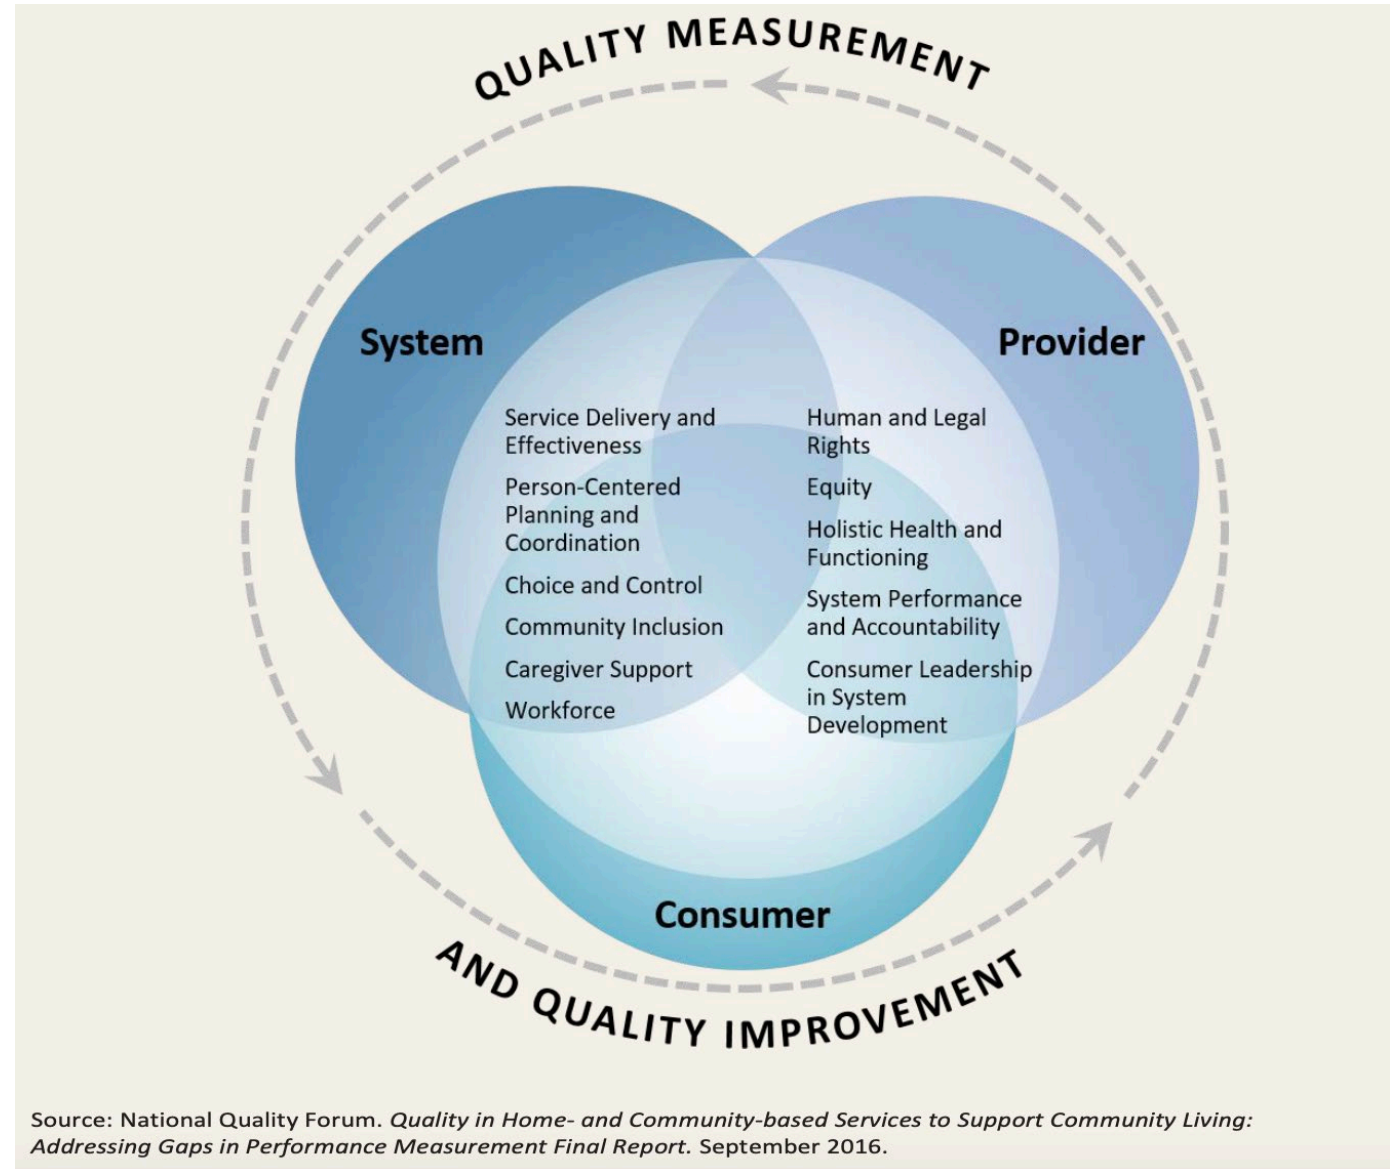 QUALITY MEASUREMENT
System
Provider
Service Delivery and
Effectiveness
Person-Centered
Planning and
Coordination
Choice and Control
Community Inclusion
Caregiver Support
Workforce
Human and Legal
Rights
Equity
Holistic Health and
Functioning
System Performance
and Accountability
Consumer Leadership
in System
Development
Consumer
AND QUALITY IMPROVEMENT
Source: National Quality Forum. Quality in Home- and Community-based Services to Support Community Living:
Addressing Gaps in Performance Measurement Final Report. September 2016.